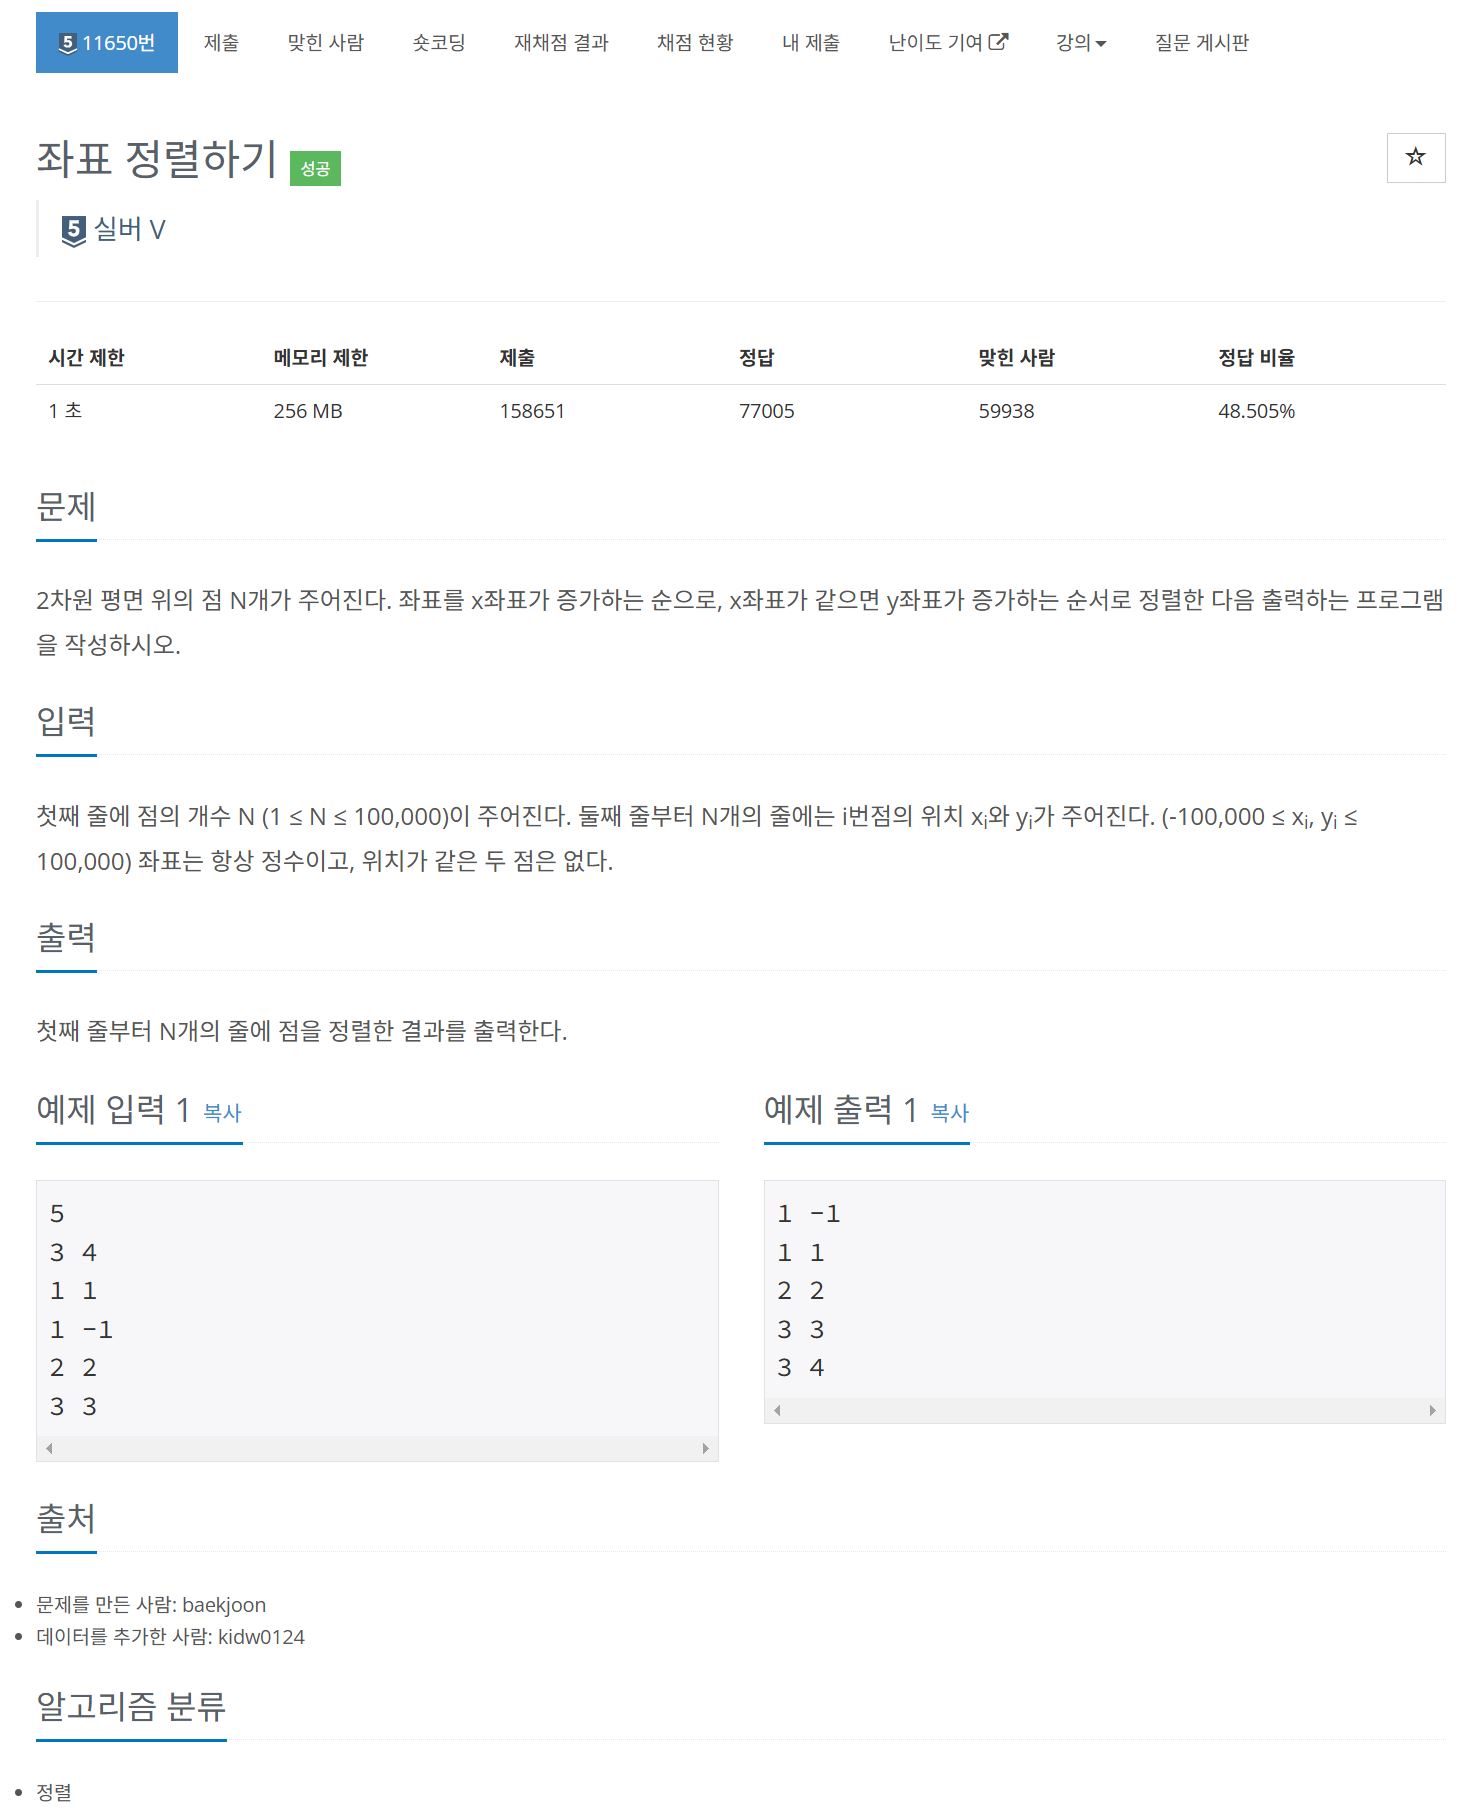 5 11650번 제출 맞힌 사람 숏코딩 재채점 결과 채점 현황 내 제출 난이도 기여 강의 질문 게시판
좌표 정렬하기 성공
5 실버 V
시간 제한 메모리 제한 제출 정답 맞힌 사람 정답 비율
1 초 256 MB 158651 77005 59938 48.505%
문제
2차원 평면 위의 점 N개가 주어진다. 좌표를 x좌표가 증가하는 순으로, x좌표가 같으면 y좌표가 증가하는 순서로 정렬한 다음 출력하는 프로그램
을 작성하시오.
입력
첫째 줄에 점의 개수 N (1 ≤ N ≤ 100,000)이 주어진다. 둘째 줄부터 N개의 줄에는 i번점의 위치 xi와 yi가 주어진다. (-100,000 ≤ xi, yi ≤
100,000) 좌표는 항상 정수이고, 위치가 같은 두 점은 없다.
출력
첫째 줄부터 N개의 줄에 점을 정렬한 결과를 출력한다.
예제 입력 1 복사
5
3 4
1 1
1 -1
2 2
3 3
예제 출력 1 복사
1 -1
1 1
2 2
3 3
3 4
출처
문제를 만든 사람: baekjoon
데이터를 추가한 사람: kidw0124
알고리즘 분류
정렬